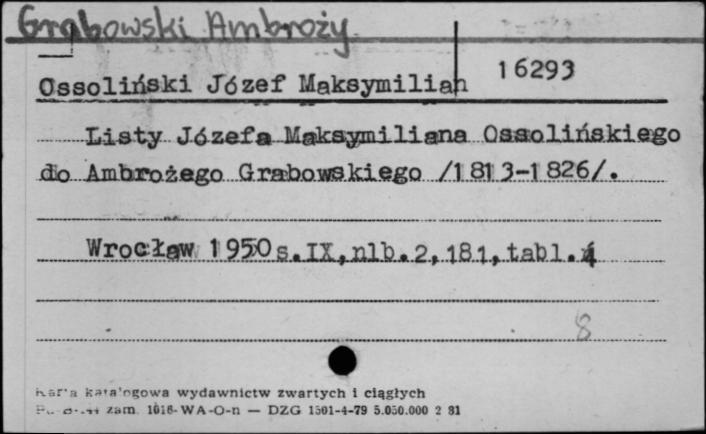 Grabowski Ambroży
Ossoliński Józef Maksymilian
16293
Listy Józefa Maksymiliana Ossolińskiego
do Ambrożego Grabowskiego /1813-1826/.
Wrocław 1950 s.IX,nlb.2,181,tabl.4
8
Karta katalogowa wydawnictw zwartych i ciągłych
zam. 1016-WA-O-n — DZG 1501-4-79 5.050.000 2 81